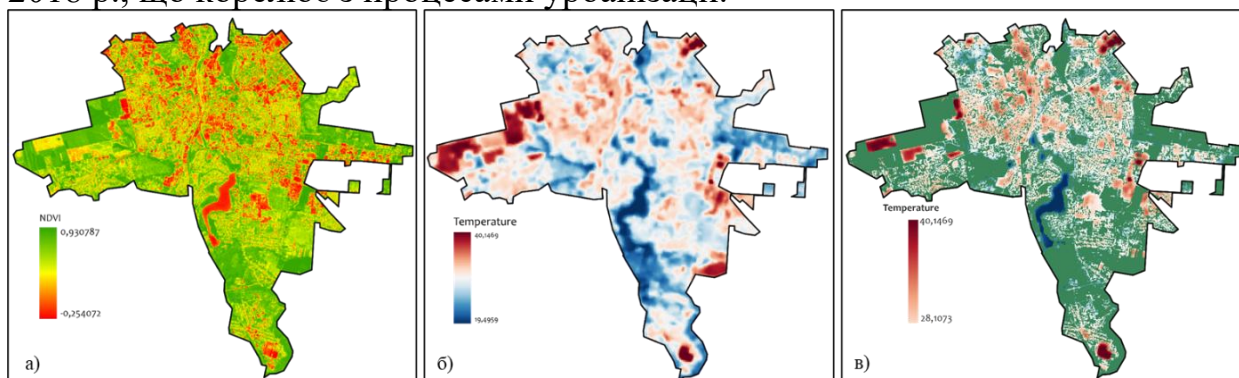 2018 р., що корелює з процесами урбанізації.
NDVI
0,930787
-0,254072
а)
Temperature
40,1469
19,4959
б)
Temperature
40,1469
28,1073
в)